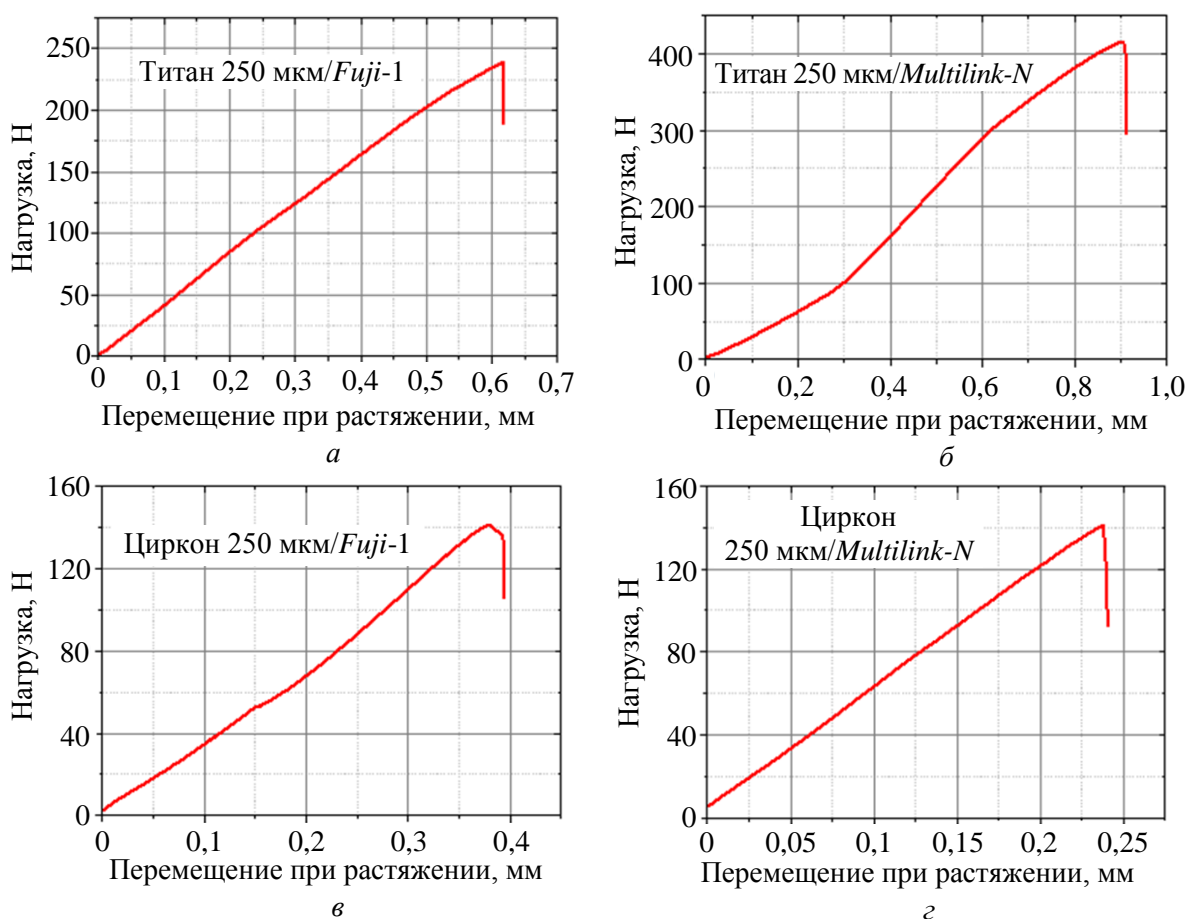 250
200
150
100
50
0
Нагрузка, Н
Титан 250 мкм/Fuji-1
0 0,1 0,2 0,3 0,4 0,5 0,6 0,7
Перемещение при растяжении, мм
а
400
300
200
100
0
Нагрузка, Н
Титан 250 мкм/Multilink-N
0 0,2 0,4 0,6 0,8 1,0
Перемещение при растяжении, мм
б
160
120
80
40
0
Нагрузка, Н
Циркон 250 мкм/Fuji-1
0 0,1 0,2 0,3 0,4
Перемещение при растяжении, мм
в
160
120
80
40
0
Нагрузка, Н
Циркон
250 мкм/Multilink-N
0 0,05 0,1 0,15 0,2 0,25
Перемещение при растяжении, мм
г